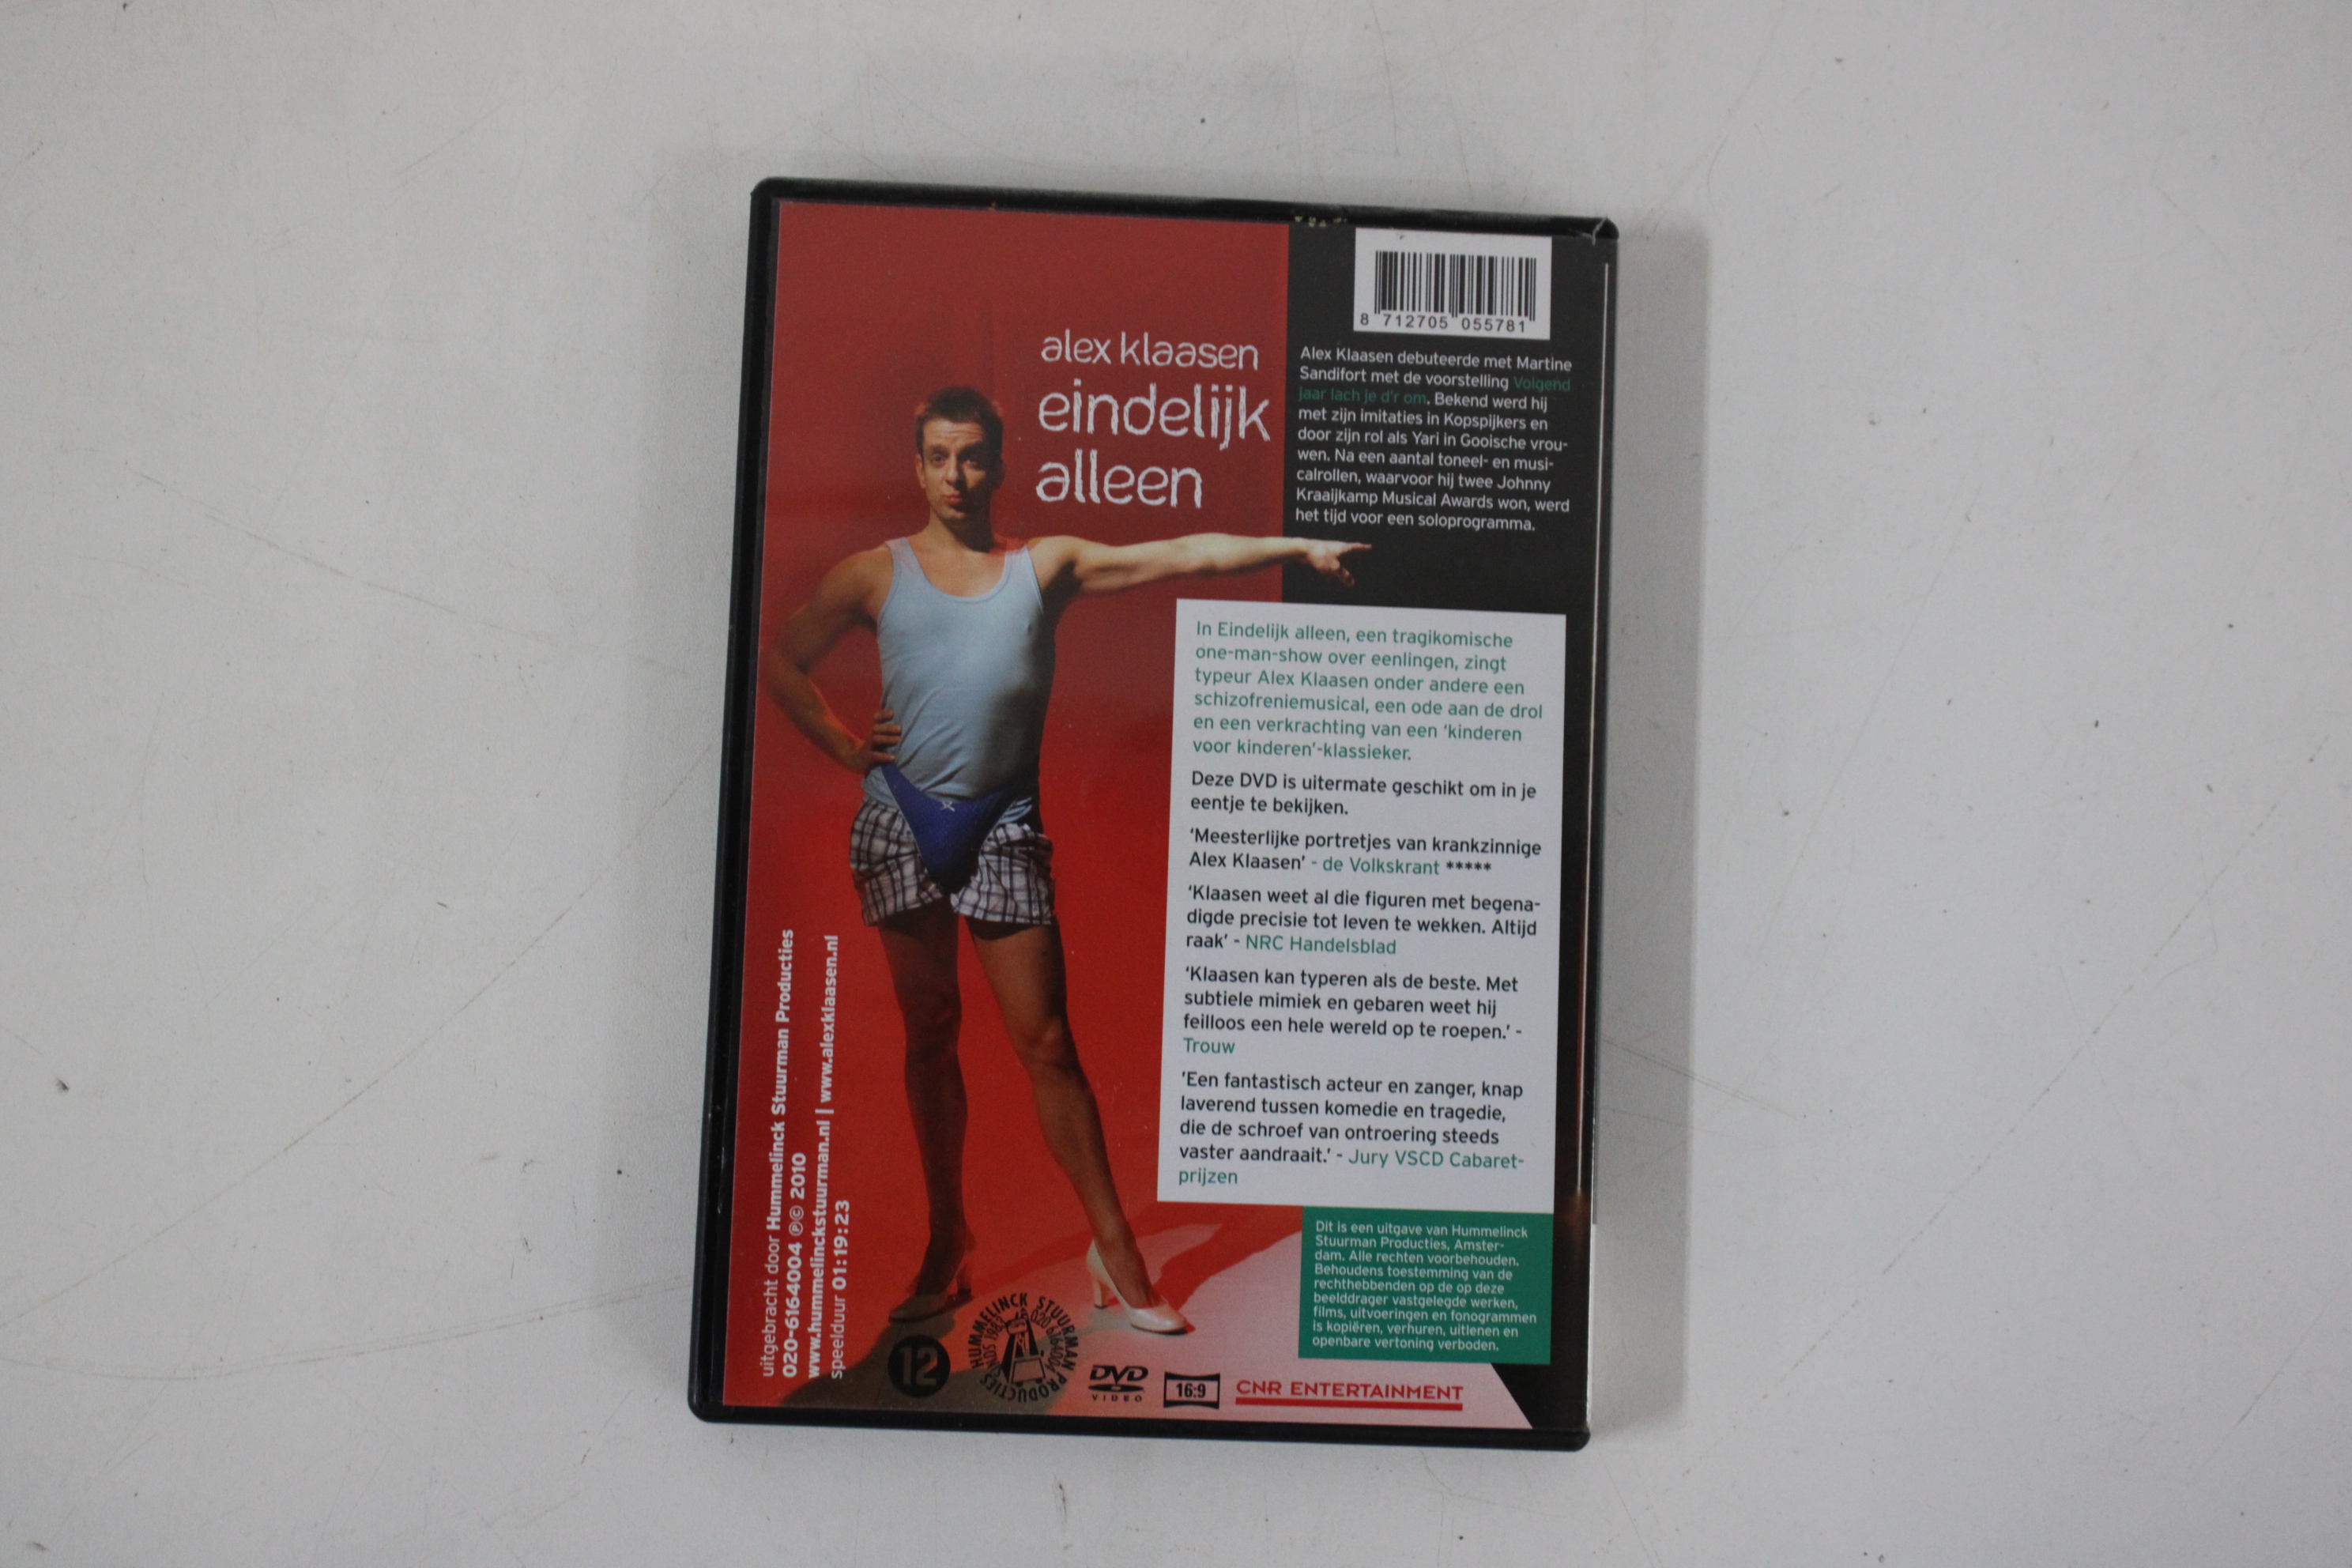 alex klaasen
eindelijk
alleen
8 712705 055781
Alex Klaasen debuteerde met Martine
Sandifort met de voorstelling Volgend
jaar lach je d'r om. Bekend werd hij
met zijn imitaties in Kopspijkers en
door zijn rol als Yari in Gooische vrou-
wen. Na een aantal toneel- en musi-
calrollen, waarvoor hij twee Johnny
Kraaijkamp Musical Awards won, werd
het tijd voor een soloprogramma.
In Eindelijk alleen, een tragikomische
one-man-show over eenlingen, zingt
typeur Alex Klaasen onder andere een
schizofreniemusical, een ode aan de drol
en een verkrachting van een 'kinderen
voor kinderen'-klassieker.
Deze DVD is uitermate geschikt om in je
eentje te bekijken.
'Meesterlijke portretjes van krankzinnige
Alex Klaasen' - de Volkskrant *****
'Klaasen weet al die figuren met begena-
digde precisie tot leven te wekken. Altijd
raak' - NRC Handelsblad
'Klaasen kan typeren als de beste. Met
subtiele mimiek en gebaren weet hij
feilloos een hele wereld op te roepen.' -
Trouw
'Een fantastisch acteur en zanger, knap
laverend tussen komedie en tragedie,
die de schroef van ontroering steeds
vaster aandraait.' - Jury VSCD Cabaret-
prijzen
Dit is een uitgave van Hummelinck
Stuurman Producties, Amster-
dam. Alle rechten voorbehouden.
Behoudens toestemming van de
rechthebbenden op de op deze
beelddrager vastgelegde werken,
films, uitvoeringen en fonogrammen
is kopiëren, verhuren, uitlenen en
openbare vertoning verboden.
uitgebracht door Hummelinck Stuurman Producties
020-6164004 ℗© 2010
www.hummelinckstuurman.nl | www.alexklaasen.nl
speelduur 01:19:23
12
HUMMELINCK STUURMAN PRODUCTIES
SINDS 1983
020 6164004
DVD
VIDEO
16:9
CNR ENTERTAINMENT